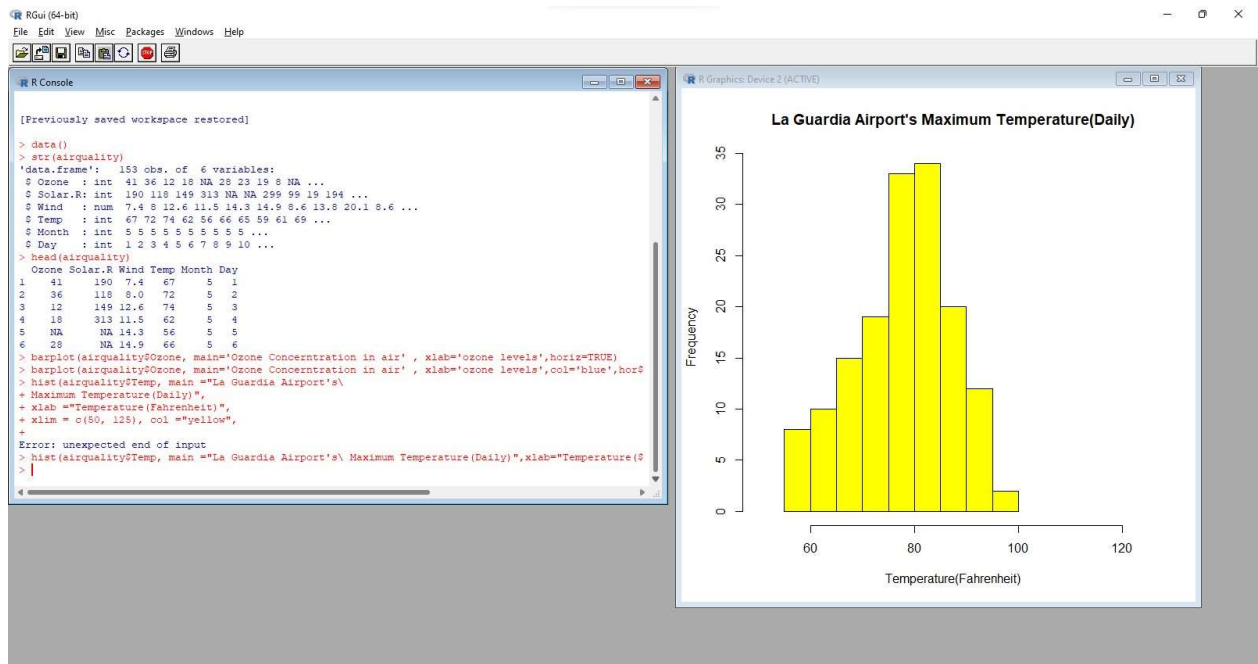 RGui (64-bit)
File Edit View Misc Packages Windows Help
STOP
R Console
[Previously saved workspace restored]
> data()
> str(airquality)
'data.frame':   153 obs. of  6 variables:
 $ Ozone  : int  41 36 12 18 NA 28 23 19 8 NA ...
 $ Solar.R: int  190 118 149 313 NA NA 299 99 19 194 ...
 $ Wind   : num  7.4 8 12.6 11.5 14.3 14.9 8.6 13.8 20.1 8.6 ...
 $ Temp   : int  67 72 74 62 56 66 65 59 61 69 ...
 $ Month  : int  5 5 5 5 5 5 5 5 5 5 ...
 $ Day    : int  1 2 3 4 5 6 7 8 9 10 ...
> head(airquality)
  Ozone Solar.R Wind Temp Month Day
1    41     190  7.4   67     5   1
2    36     118  8.0   72     5   2
3    12     149 12.6   74     5   3
4    18     313 11.5   62     5   4
5    NA      NA 14.3   56     5   5
6    28      NA 14.9   66     5   6
> barplot(airquality$Ozone, main='Ozone Concerntration in air' , xlab='ozone levels',horiz=TRUE)
> barplot(airquality$Ozone, main='Ozone Concerntration in air' , xlab='ozone levels',col='blue',hor$
> hist(airquality$Temp, main ="La Guardia Airport's\
+ Maximum Temperature(Daily)",
+ xlab ="Temperature(Fahrenheit)",
+ xlim = c(50, 125), col ="yellow",
+
Error: unexpected end of input
> hist(airquality$Temp, main ="La Guardia Airport's\ Maximum Temperature(Daily)",xlab="Temperature($
>
R Graphics: Device 2 (ACTIVE)
La Guardia Airport's Maximum Temperature(Daily)
Frequency
35
30
25
20
15
10
5
0
60 80 100 120
Temperature(Fahrenheit)